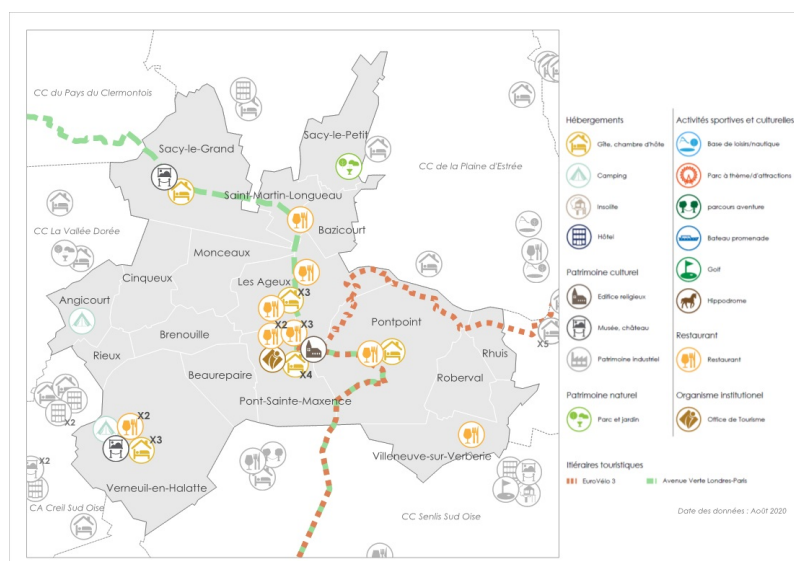 CC du Pays du Clermontois
Sacy-le-Grand
Sacy-le-Petit
CC de la Plaine d'Estrée
Saint-Martin-Longueau
Bazicourt
CC La Vallée Dorée
Monceaux
Cinqueux
Les Ageux
X3
Angicourt
Pontpoint
X2
X3
X5
Brenouille
Rieux
Rhuis
Beaurepaire
X4
Roberval
Pont-Sainte-Maxence
X2
X2
X3
X2
Villeneuve-sur-Verberie
Verneuil-en-Halatte
CA Creil Sud Oise
CC Senlis Sud Oise
Hébergements
Gîte, chambre d'hôte
Camping
Insolite
Hôtel
Patrimoine culturel
Edifice religieux
Musée, château
Patrimoine industriel
Patrimoine naturel
Parc et jardin
Activités sportives et culturelles
Base de loisirs/nautique
Parc à thème/d'attractions
parcours aventure
Bateau promenade
Golf
Hippodrome
Restaurant
Restaurant
Organisme institutionel
Office de Tourisme
Itiéraires touristiques
EuroVélo 3
Avenue Verte Londres-Paris
Date des données : Août 2020